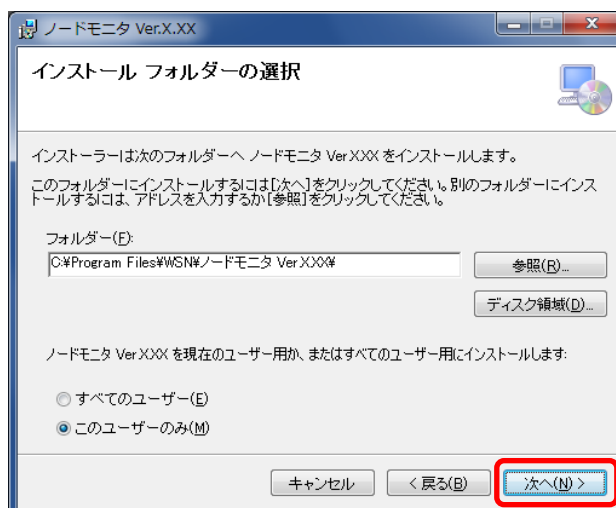 ノードモニタ Ver.X.XX
インストール フォルダーの選択
インストーラーは次のフォルダーへ ノードモニタ Ver.X.XX をインストールします。
このフォルダーにインストールするには[次へ]をクリックしてください。別のフォルダーにインス
トールするには、アドレスを入力するか[参照]をクリックしてください。
フォルダー(F):
C:¥Program Files¥WSN¥ノードモニタ Ver.X.XX¥
参照(R)...
ディスク領域(D)...
ノードモニタ Ver.X.XX を現在のユーザー用か、またはすべてのユーザー用にインストールします:
すべてのユーザー(E)
このユーザーのみ(M)
キャンセル
< 戻る(B)
次へ(N) >